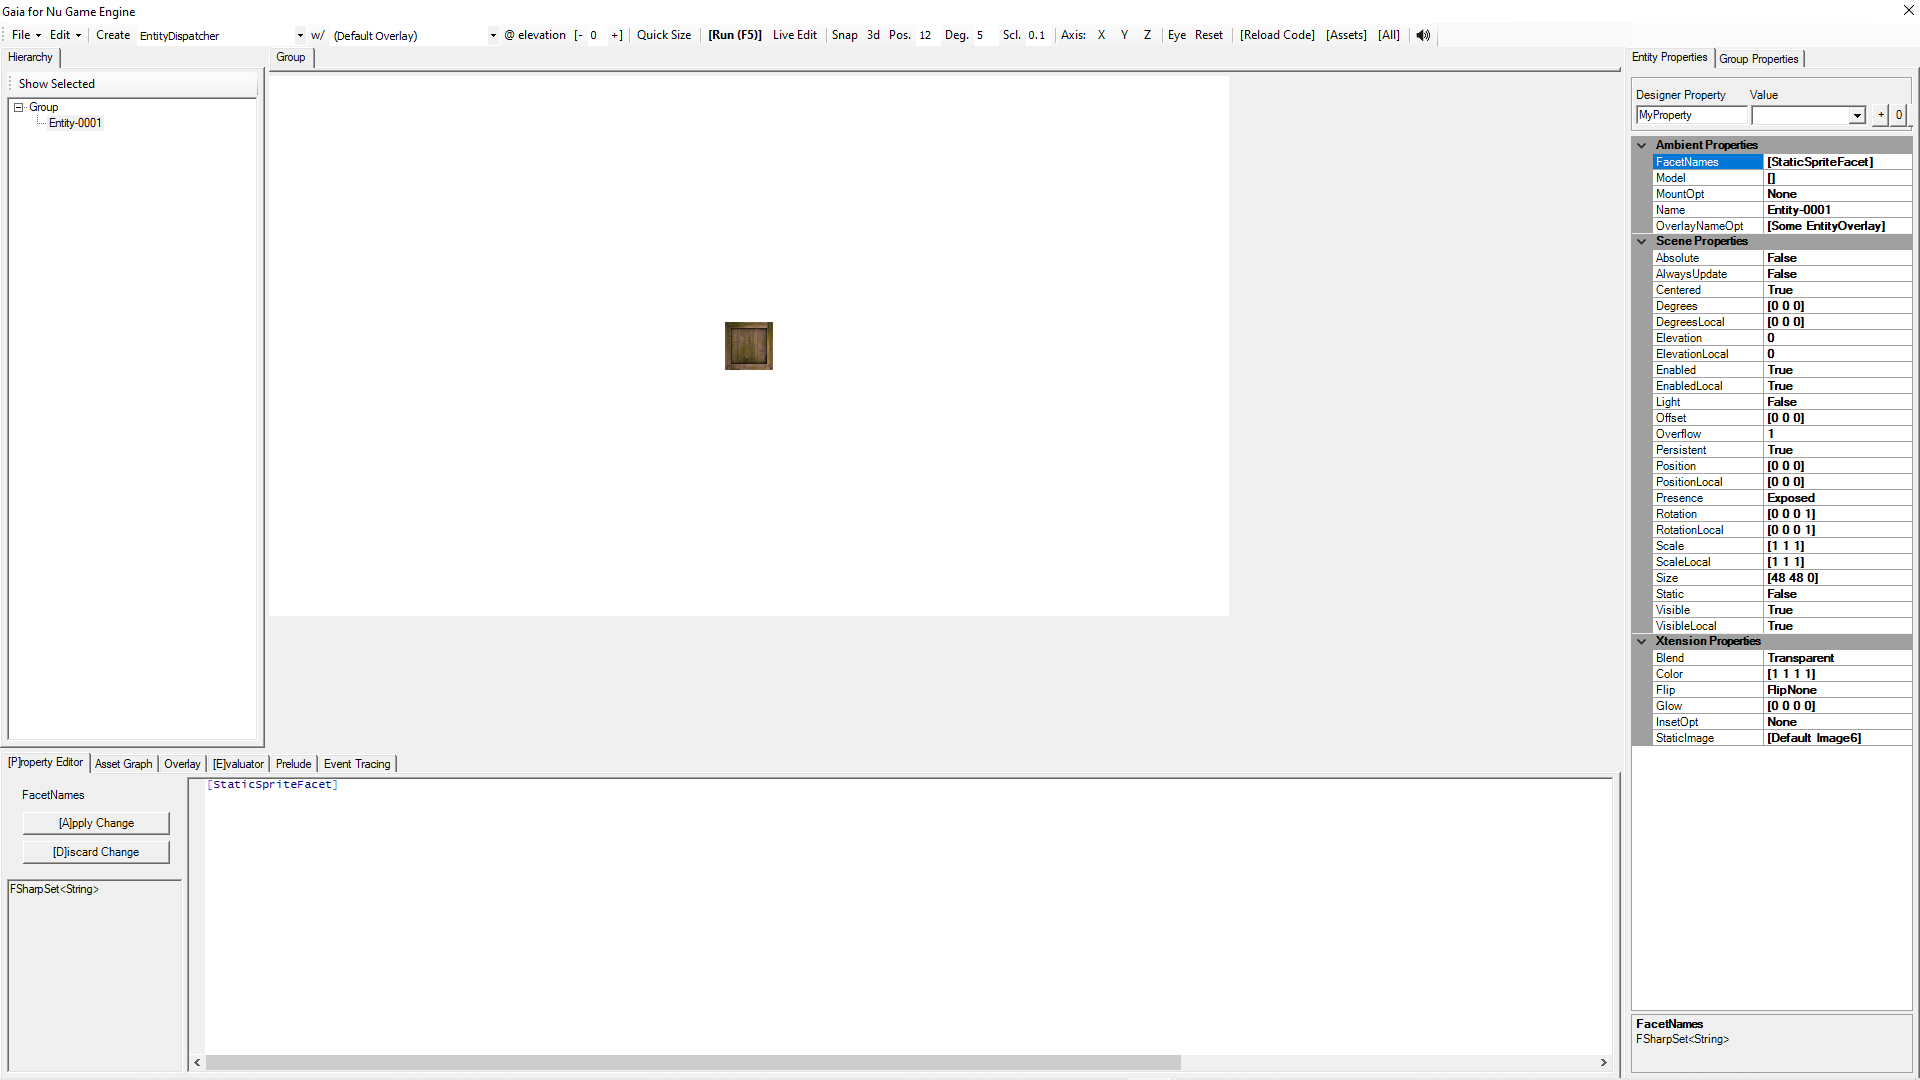 Gaia for Nu Game Engine
File Edit Create EntityDispatcher w/ (Default Overlay) @ elevation [- 0 +] Quick Size [Run (F5)] Live Edit Snap 3d Pos. 12 Deg. 5 Scl. 0.1 Axis: X Y Z Eye Reset [Reload Code] [Assets] [All]
Hierarchy
Show Selected
Group
Entity-0001
Group
Entity Properties Group Properties
Designer Property Value
MyProperty + 0
Ambient Properties
FacetNames [StaticSpriteFacet]
Model []
MountOpt None
Name Entity-0001
OverlayNameOpt [Some EntityOverlay]
Scene Properties
Absolute False
AlwaysUpdate False
Centered True
Degrees [0 0 0]
DegreesLocal [0 0 0]
Elevation 0
ElevationLocal 0
Enabled True
EnabledLocal True
Light False
Offset [0 0 0]
Overflow 1
Persistent True
Position [0 0 0]
PositionLocal [0 0 0]
Presence Exposed
Rotation [0 0 0 1]
RotationLocal [0 0 0 1]
Scale [1 1 1]
ScaleLocal [1 1 1]
Size [48 48 0]
Static False
Visible True
VisibleLocal True
Xtension Properties
Blend Transparent
Color [1 1 1 1]
Flip FlipNone
Glow [0 0 0 0]
InsetOpt None
StaticImage [Default Image6]
FacetNames
FSharpSet<String>
[P]roperty Editor Asset Graph Overlay [E]valuator Prelude Event Tracing
FacetNames
[A]pply Change
[D]iscard Change
FSharpSet<String>
[StaticSpriteFacet]